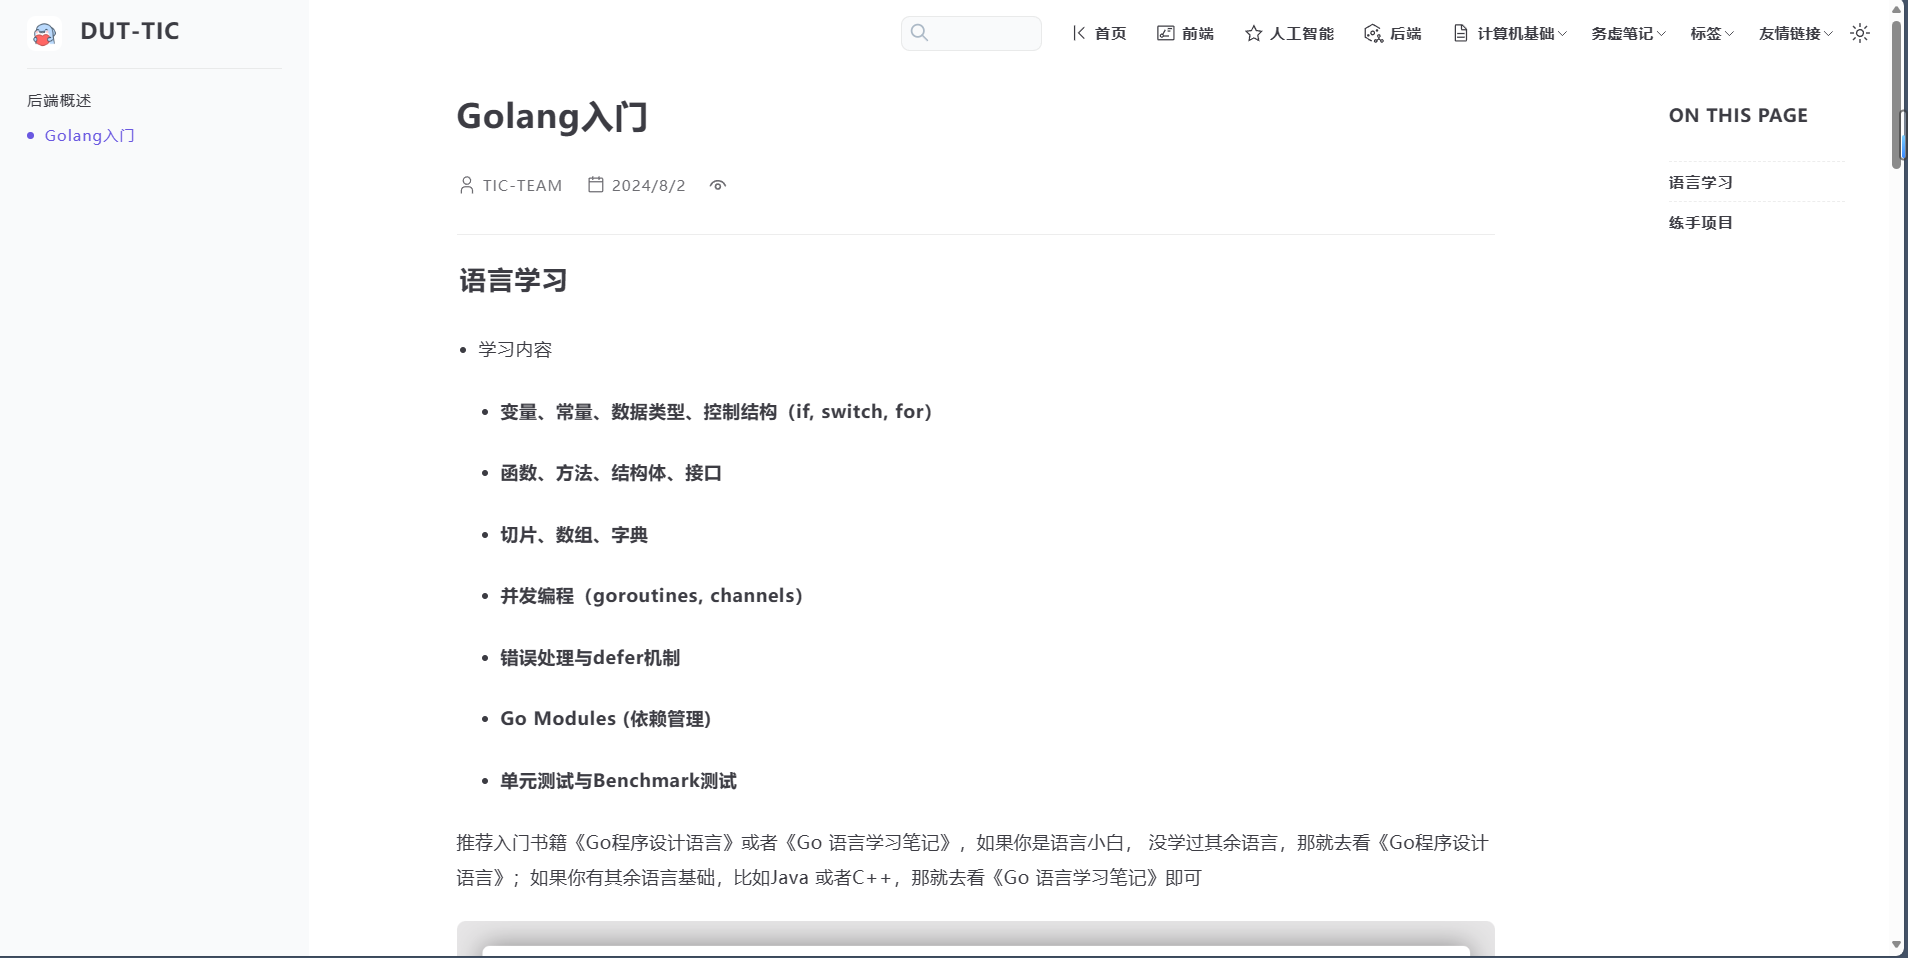 DUT-TIC
首页
前端
人工智能
后端
计算机基础
务虚笔记
标签
友情链接
后端概述
Golang入门
Golang入门
TIC-TEAM
2024/8/2
ON THIS PAGE
语言学习
练手项目
语言学习
学习内容
变量、常量、数据类型、控制结构（if, switch, for）
函数、方法、结构体、接口
切片、数组、字典
并发编程（goroutines, channels）
错误处理与defer机制
Go Modules (依赖管理)
单元测试与Benchmark测试
推荐入门书籍《Go程序设计语言》或者《Go 语言学习笔记》，如果你是语言小白， 没学过其余语言，那就去看《Go程序设计
语言》；如果你有其余语言基础，比如Java 或者C++，那就去看《Go 语言学习笔记》即可